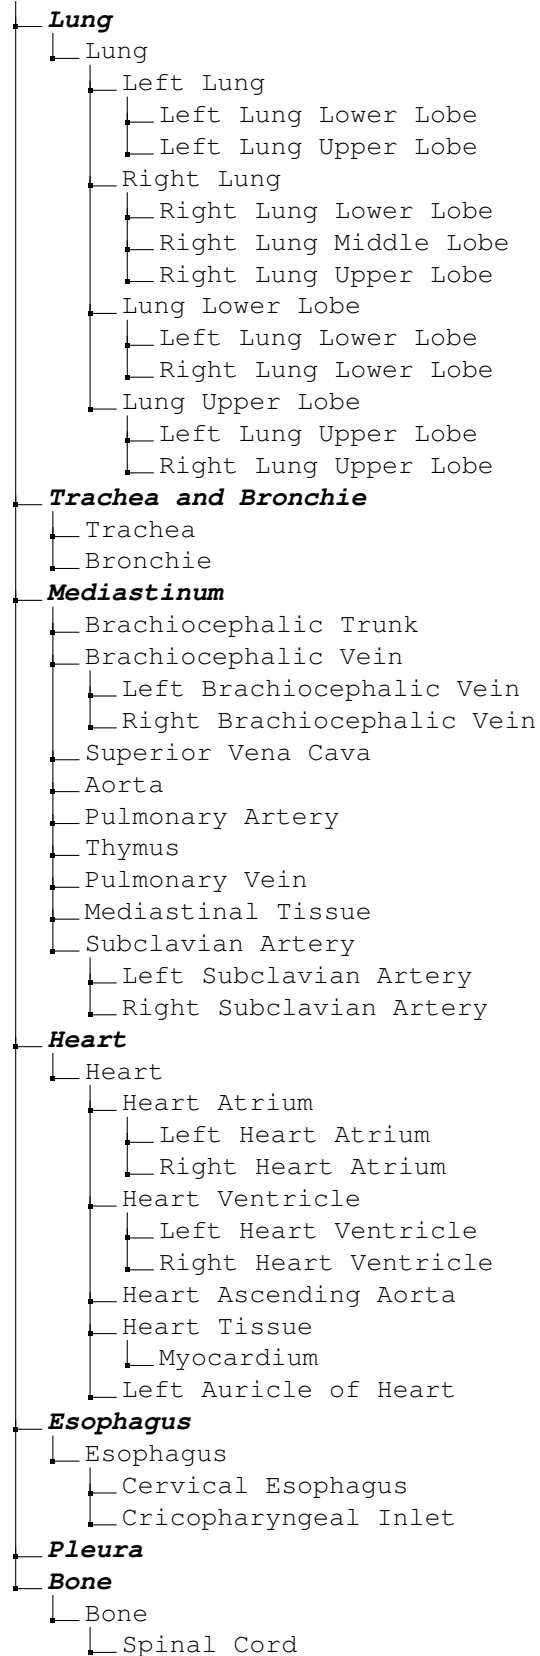 Lung
Lung
Left Lung
Left Lung Lower Lobe
Left Lung Upper Lobe
Right Lung
Right Lung Lower Lobe
Right Lung Middle Lobe
Right Lung Upper Lobe
Lung Lower Lobe
Left Lung Lower Lobe
Right Lung Lower Lobe
Lung Upper Lobe
Left Lung Upper Lobe
Right Lung Upper Lobe
Trachea and Bronchie
Trachea
Bronchie
Mediastinum
Brachiocephalic Trunk
Brachiocephalic Vein
Left Brachiocephalic Vein
Right Brachiocephalic Vein
Superior Vena Cava
Aorta
Pulmonary Artery
Thymus
Pulmonary Vein
Mediastinal Tissue
Subclavian Artery
Left Subclavian Artery
Right Subclavian Artery
Heart
Heart
Heart Atrium
Left Heart Atrium
Right Heart Atrium
Heart Ventricle
Left Heart Ventricle
Right Heart Ventricle
Heart Ascending Aorta
Heart Tissue
Myocardium
Left Auricle of Heart
Esophagus
Esophagus
Cervical Esophagus
Cricopharyngeal Inlet
Pleura
Bone
Bone
Spinal Cord